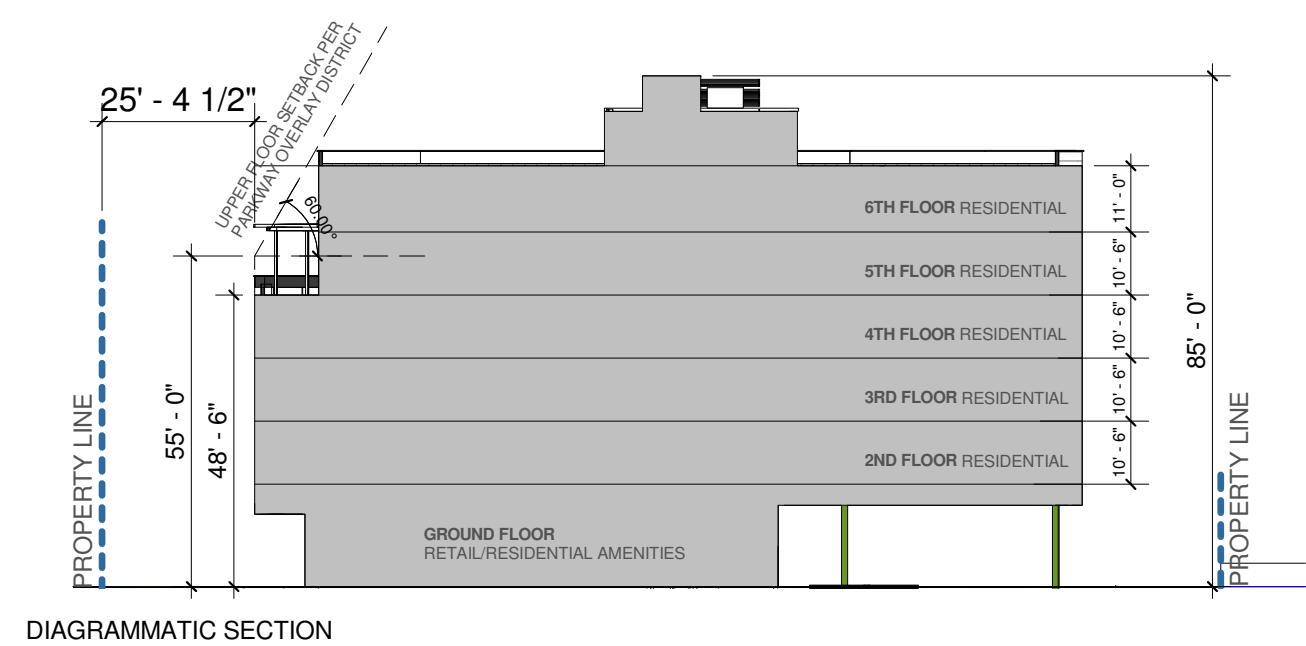 UPPER FLOOR SETBACK PER
PARKWAY OVERLAY DISTRICT
25' - 4 1/2"
60.00°
6TH FLOOR RESIDENTIAL
11' - 0"
5TH FLOOR RESIDENTIAL
10' - 6"
4TH FLOOR RESIDENTIAL
10' - 6"
3RD FLOOR RESIDENTIAL
10' - 6"
2ND FLOOR RESIDENTIAL
10' - 6"
85' - 0"
55' - 0"
48' - 6"
PROPERTY LINE
GROUND FLOOR
RETAIL/RESIDENTIAL AMENITIES
PROPERTY LINE
DIAGRAMMATIC SECTION